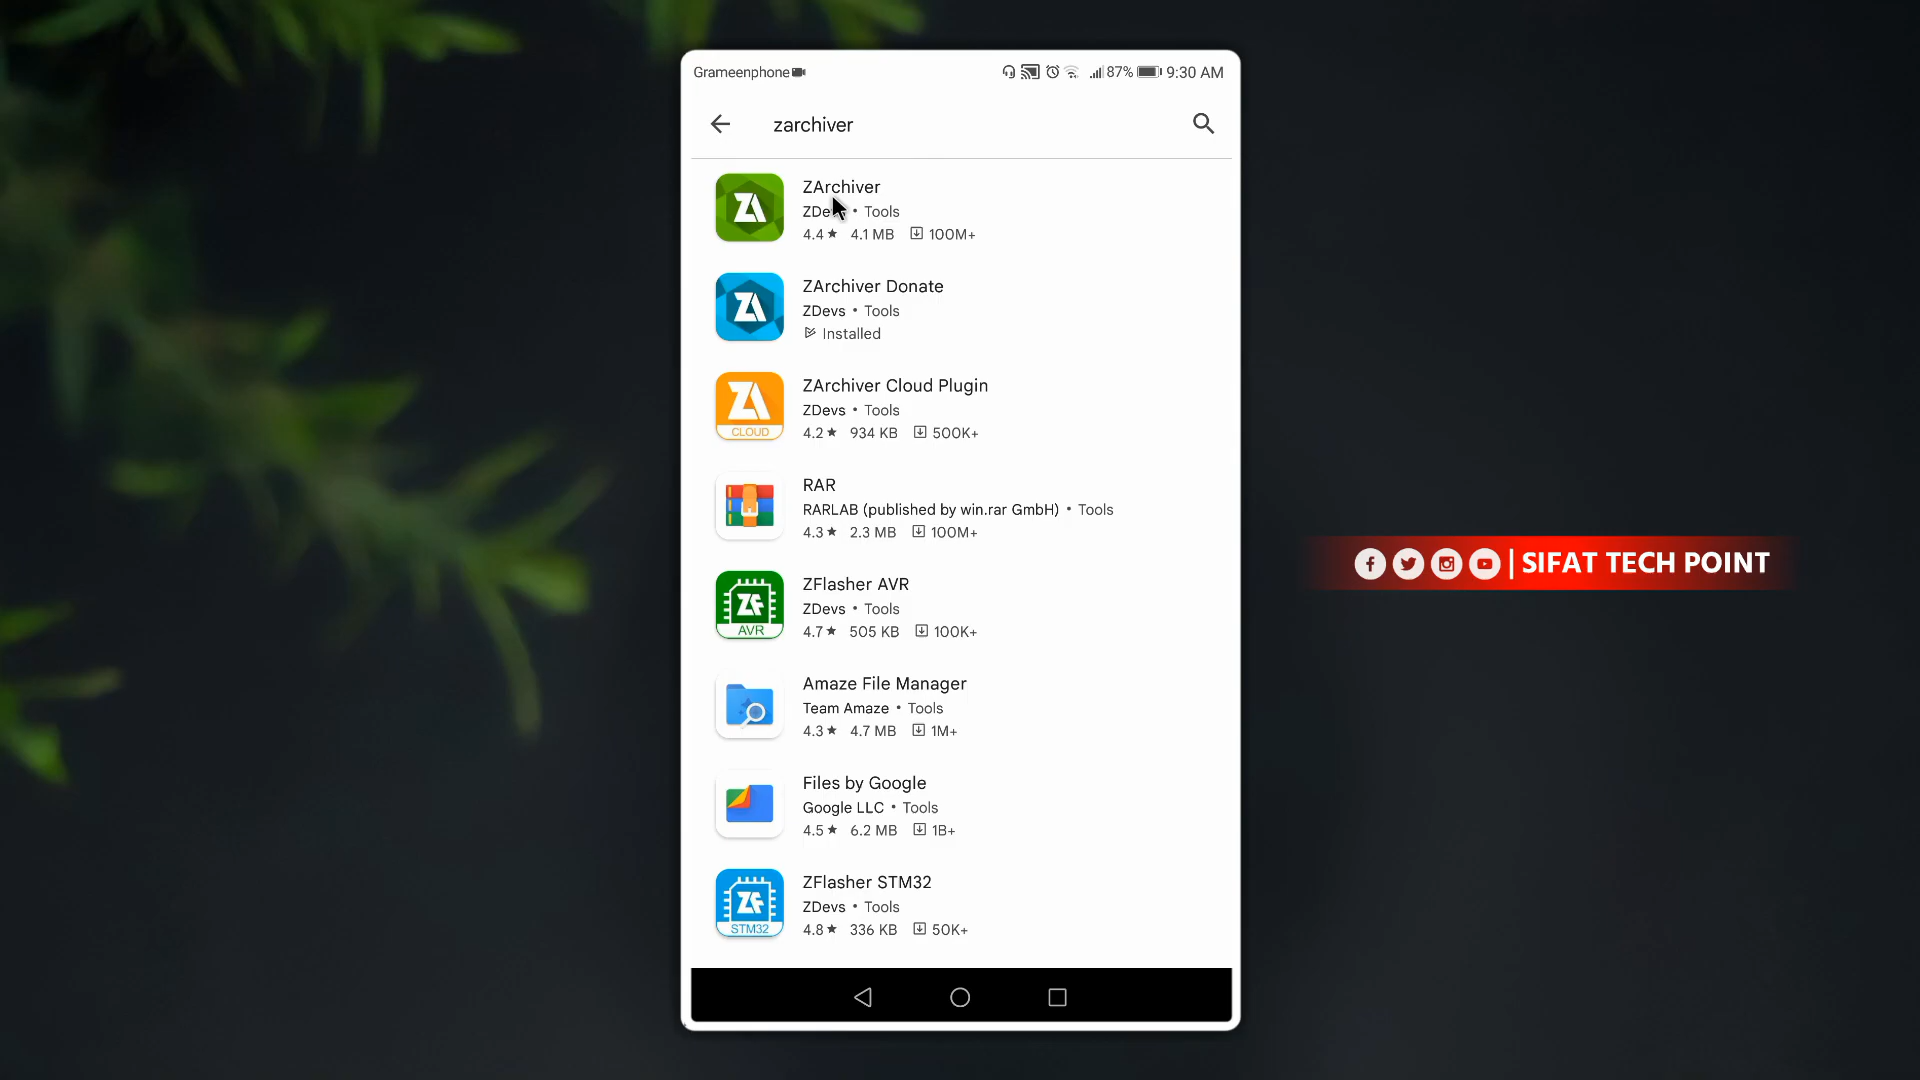 Grameenphone 87% 9:30 AM
zarchiver
ZArchiver
ZDevs • Tools
4.4★ 4.1 MB 100M+
ZArchiver Donate
ZDevs • Tools
Installed
ZArchiver Cloud Plugin
CLOUD
ZDevs • Tools
4.2★ 934 KB 500K+
RAR
RARLAB (published by win.rar GmbH) • Tools
4.3★ 2.3 MB 100M+
SIFAT TECH POINT
ZFlasher AVR
ZF
AVR
ZDevs • Tools
4.7★ 505 KB 100K+
Amaze File Manager
Team Amaze • Tools
4.3★ 4.7 MB 1M+
Files by Google
Google LLC • Tools
4.5★ 6.2 MB 1B+
ZFlasher STM32
ZF
STM32
ZDevs • Tools
4.8★ 336 KB 50K+